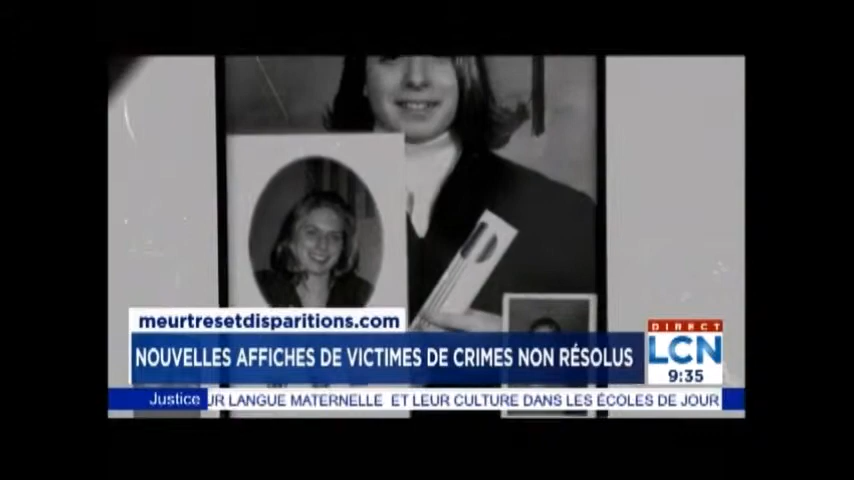 meurtresetdisparitions.com
NOUVELLES AFFICHES DE VICTIMES DE CRIMES NON RÉSOLUS
DIRECT
LCN
9:35
Justice
UR LANGUE MATERNELLE ET LEUR CULTURE DANS LES ÉCOLES DE JOUR